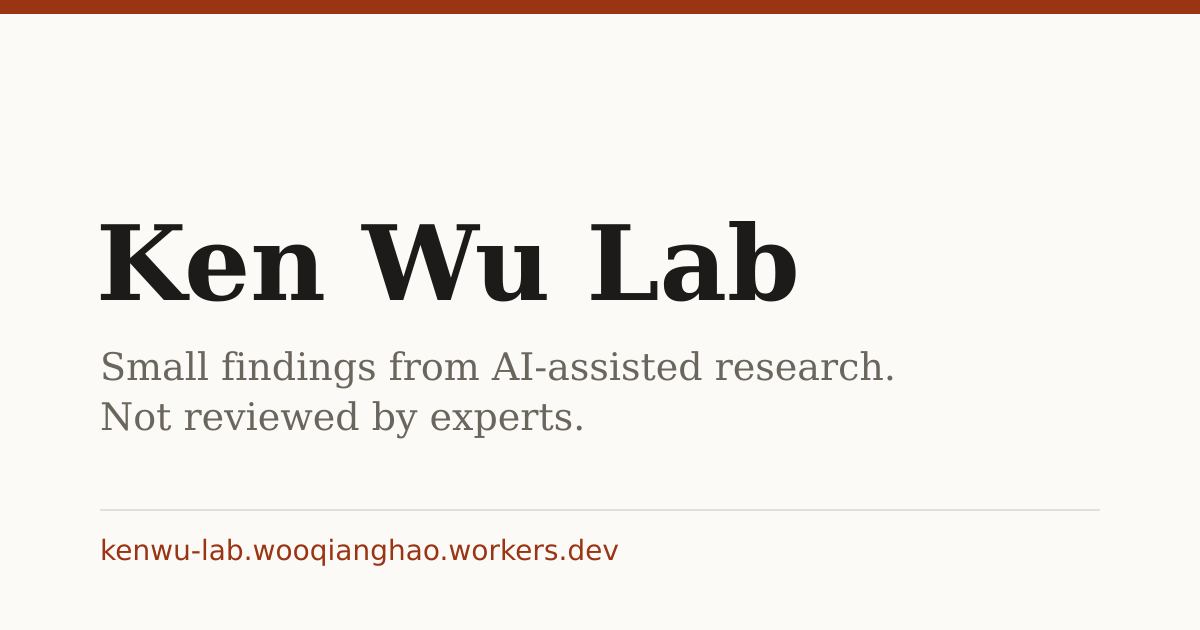 Ken Wu Lab
Small findings from AI-assisted research.
Not reviewed by experts.
kenwu-lab.wooqianghao.workers.dev